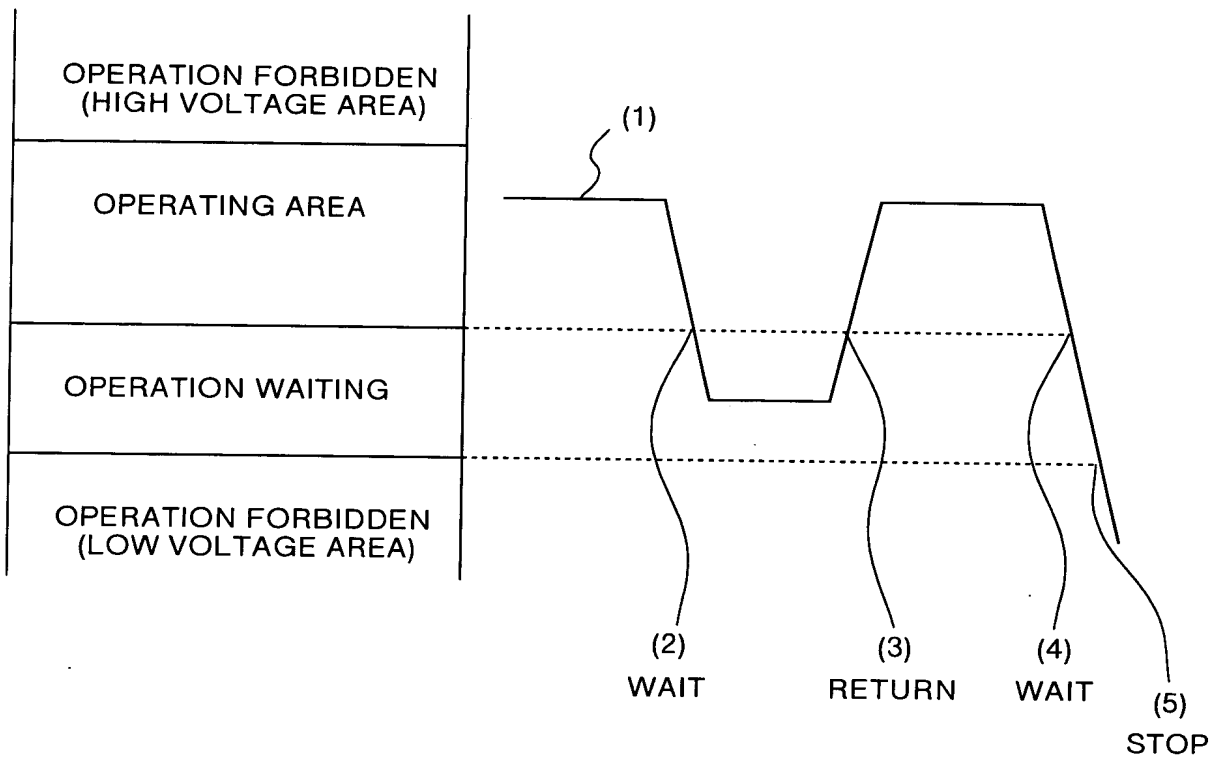 OPERATION FORBIDDEN
(HIGH VOLTAGE AREA)
(1)
OPERATING AREA
OPERATION WAITING
OPERATION FORBIDDEN
(LOW VOLTAGE AREA)
(2)
WAIT
(3)
RETURN
(4)
WAIT
(5)
STOP